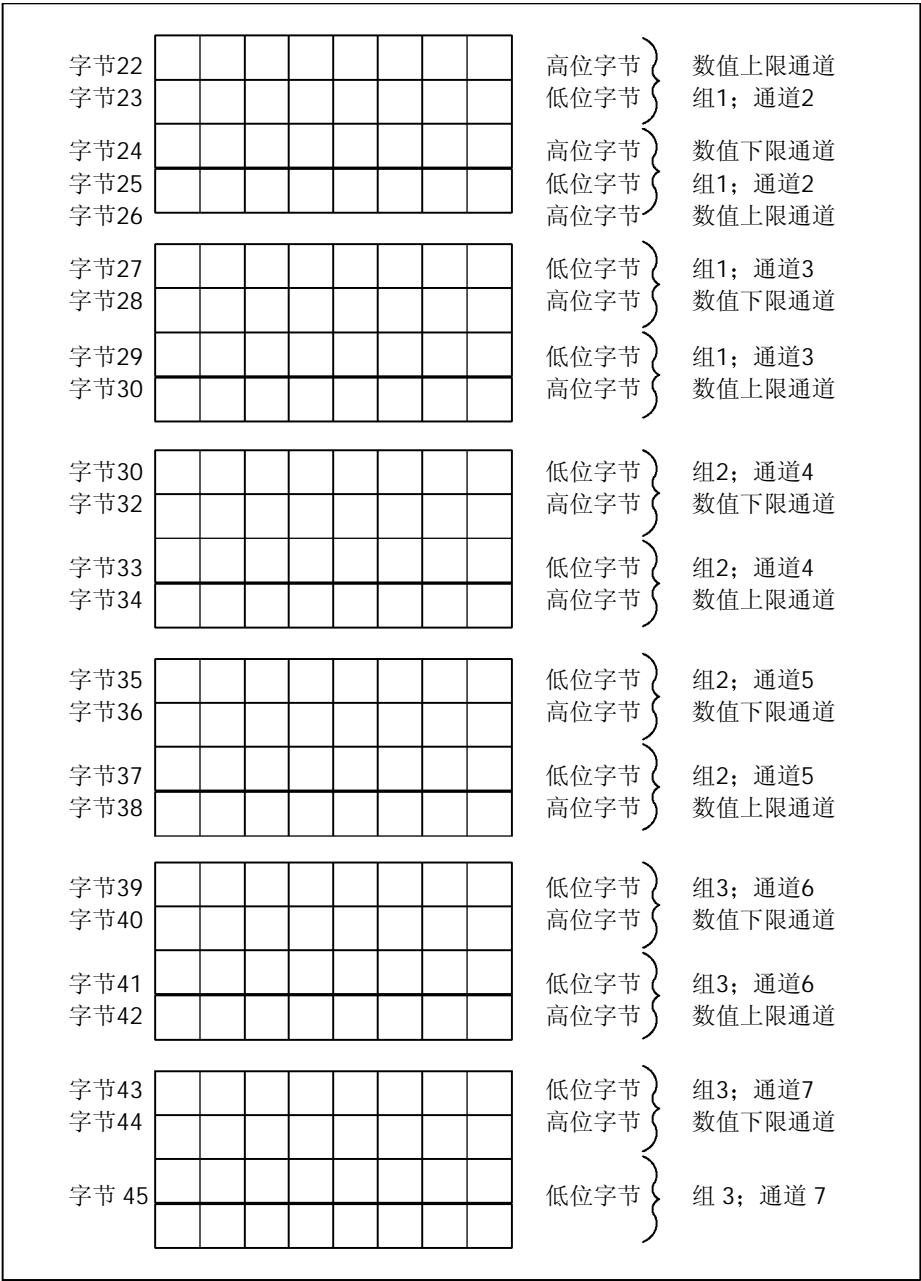 字节22 高位字节 数值上限通道
字节23 低位字节 组1；通道2
字节24 高位字节 数值下限通道
字节25 低位字节 组1；通道2
字节26 高位字节 数值上限通道
字节27 低位字节 组1；通道3
字节28 高位字节 数值下限通道
字节29 低位字节 组1；通道3
字节30 高位字节 数值上限通道
字节30 低位字节 组2；通道4
字节32 高位字节 数值下限通道
字节33 低位字节 组2；通道4
字节34 高位字节 数值上限通道
字节35 低位字节 组2；通道5
字节36 高位字节 数值下限通道
字节37 低位字节 组2；通道5
字节38 高位字节 数值上限通道
字节39 低位字节 组3；通道6
字节40 高位字节 数值下限通道
字节41 低位字节 组3；通道6
字节42 高位字节 数值上限通道
字节43 低位字节 组3；通道7
字节44 高位字节 数值下限通道
字节 45 低位字节 组 3；通道 7